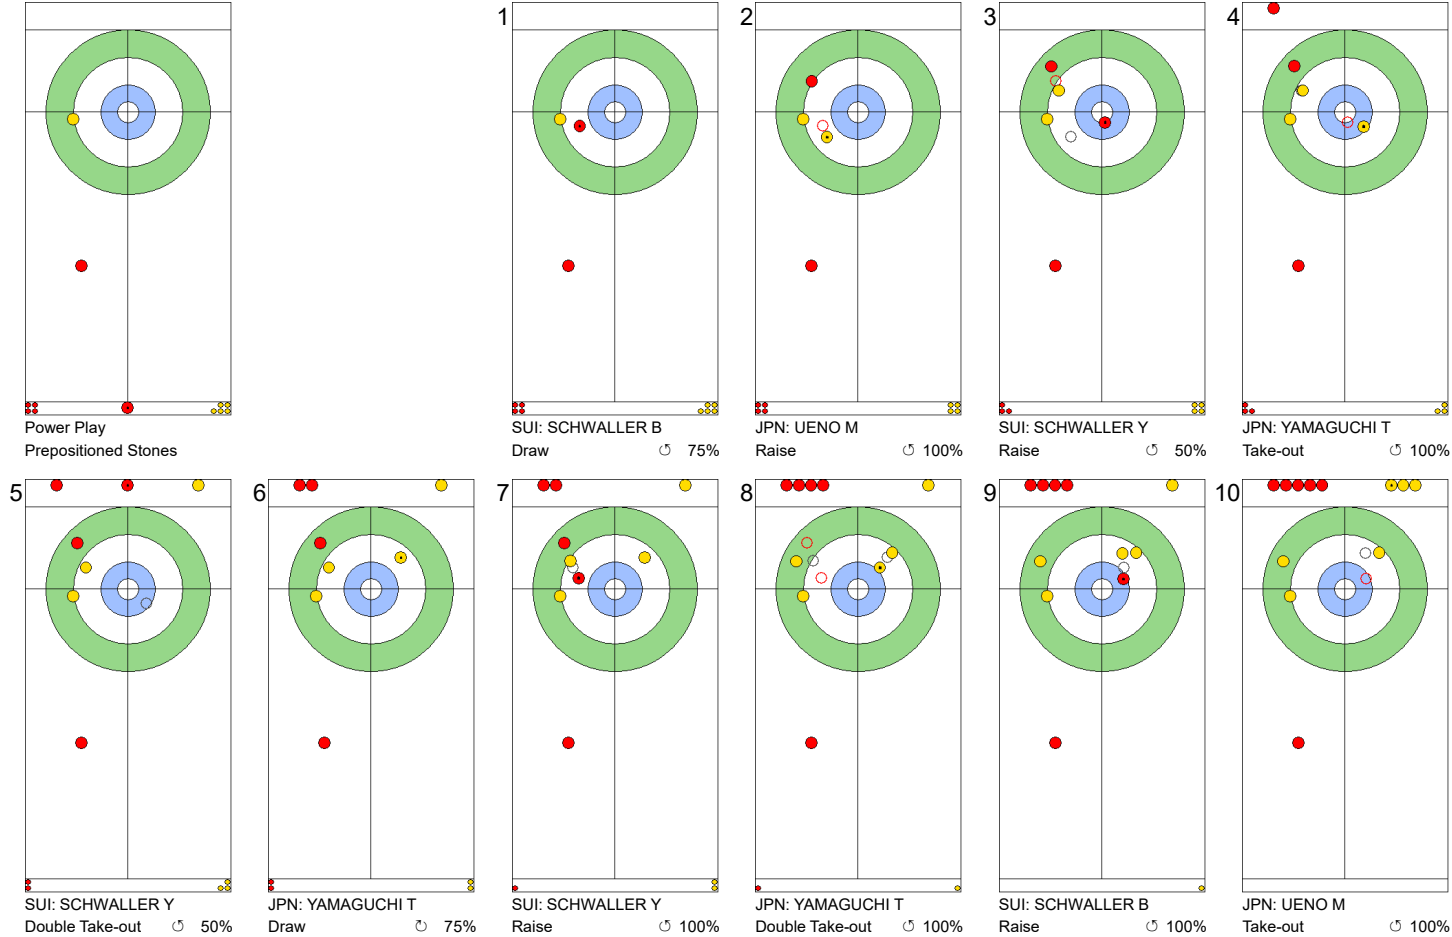 1
2
3
4
Power Play
Prepositioned Stones
SUI: SCHWALLER B
Draw 75%
JPN: UENO M
Raise 100%
SUI: SCHWALLER Y
Raise 50%
JPN: YAMAGUCHI T
Take-out 100%
5
6
7
8
9
10
SUI: SCHWALLER Y
Double Take-out 50%
JPN: YAMAGUCHI T
Draw 75%
SUI: SCHWALLER Y
Raise 100%
JPN: YAMAGUCHI T
Double Take-out 100%
SUI: SCHWALLER B
Raise 100%
JPN: UENO M
Take-out 100%